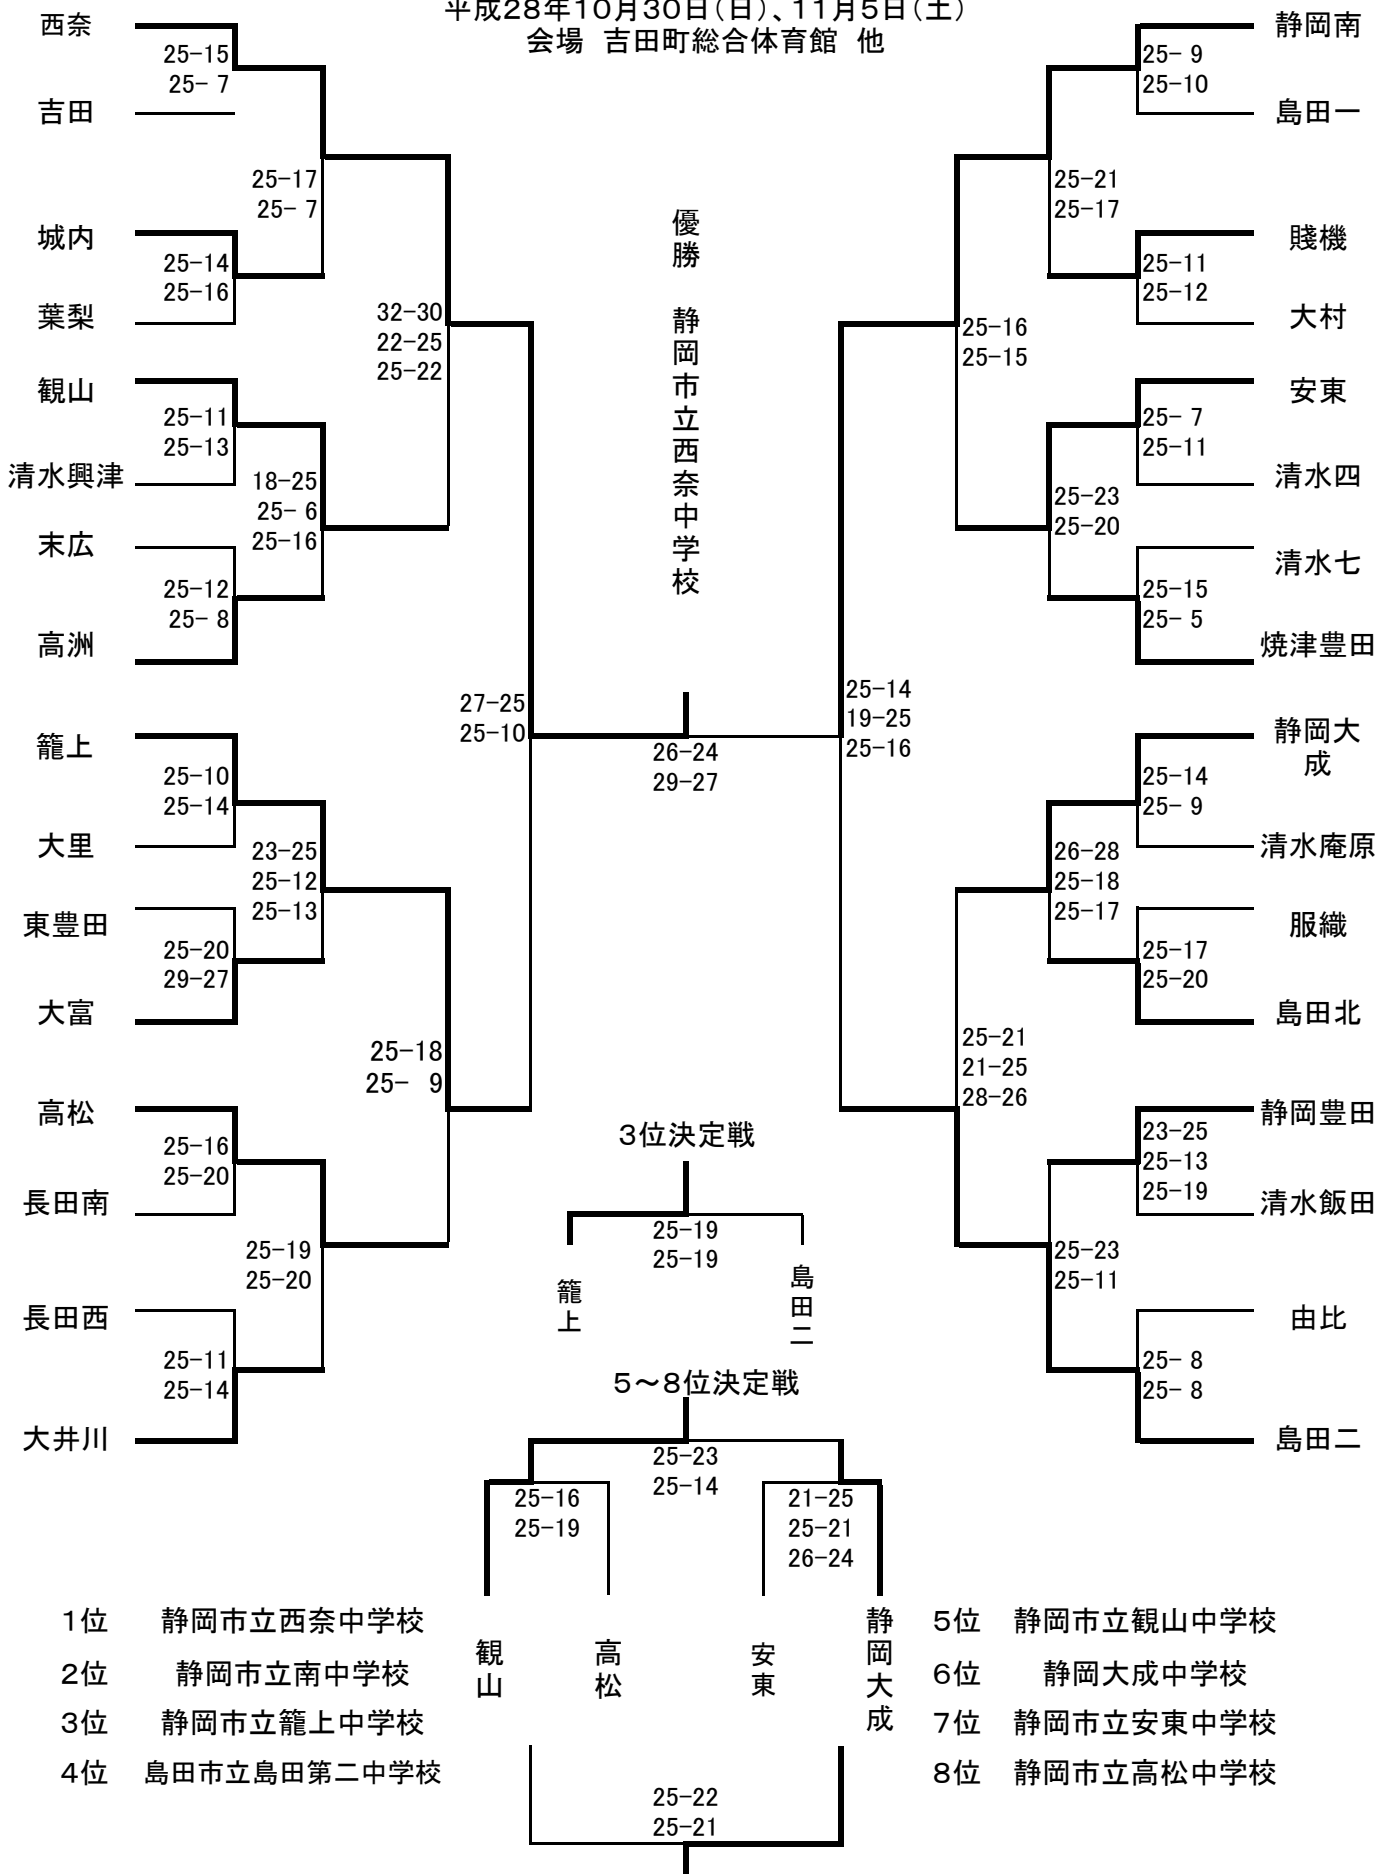 平成28年10月30日(日)、11月5日(土)
会場 吉田町総合体育館 他
西奈
25-15
25- 7
吉田
25-17
25- 7
城内
25-14
25-16
葉梨
32-30
22-25
25-22
観山
25-11
25-13
清水興津
18-25
25- 6
25-16
末広
25-12
25- 8
高洲
27-25
25-10
籠上
25-10
25-14
大里
23-25
25-12
25-13
東豊田
25-20
29-27
大富
25-18
25- 9
高松
25-16
25-20
長田南
25-19
25-20
長田西
25-11
25-14
大井川
優勝 静岡市立西奈中学校
26-24
29-27
静岡南
25- 9
25-10
島田一
25-21
25-17
賤機
25-11
25-12
大村
25-16
25-15
安東
25- 7
25-11
清水四
25-23
25-20
清水七
25-15
25- 5
焼津豊田
25-14
19-25
25-16
静岡大
成
25-14
25- 9
清水庵原
26-28
25-18
25-17
服織
25-17
25-20
島田北
25-21
21-25
28-26
静岡豊田
23-25
25-13
25-19
清水飯田
25-23
25-11
由比
25- 8
25- 8
島田二
3位決定戦
25-19
25-19
籠上
島田二
5~8位決定戦
25-23
25-14
25-16
25-19
21-25
25-21
26-24
観山
高松
安東
静岡大成
25-22
25-21
1位 静岡市立西奈中学校
2位 静岡市立南中学校
3位 静岡市立籠上中学校
4位 島田市立島田第二中学校
5位 静岡市立観山中学校
6位 静岡大成中学校
7位 静岡市立安東中学校
8位 静岡市立高松中学校